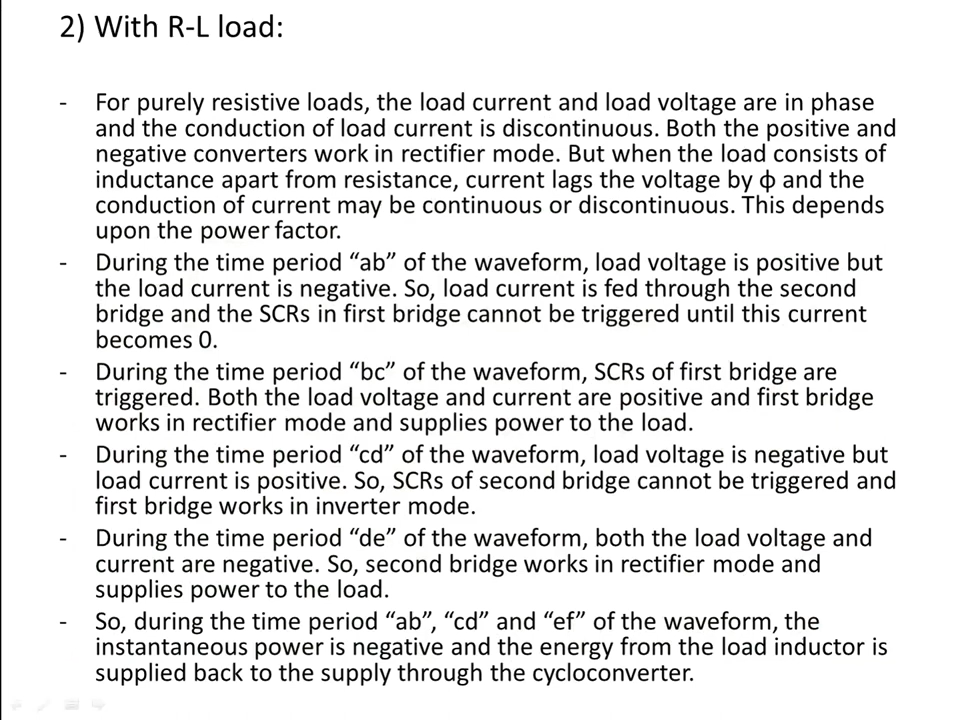 2) With R-L load:
- For purely resistive loads, the load current and load voltage are in phase
and the conduction of load current is discontinuous. Both the positive and
negative converters work in rectifier mode. But when the load consists of
inductance apart from resistance, current lags the voltage by ф and the
conduction of current may be continuous or discontinuous. This depends
upon the power factor.
- During the time period “ab” of the waveform, load voltage is positive but
the load current is negative. So, load current is fed through the second
bridge and the SCRs in first bridge cannot be triggered until this current
becomes 0.
- During the time period “bc” of the waveform, SCRs of first bridge are
triggered. Both the load voltage and current are positive and first bridge
works in rectifier mode and supplies power to the load.
- During the time period “cd” of the waveform, load voltage is negative but
load current is positive. So, SCRs of second bridge cannot be triggered and
first bridge works in inverter mode.
- During the time period “de” of the waveform, both the load voltage and
current are negative. So, second bridge works in rectifier mode and
supplies power to the load.
- So, during the time period “ab”, “cd” and “ef” of the waveform, the
instantaneous power is negative and the energy from the load inductor is
supplied back to the supply through the cycloconverter.